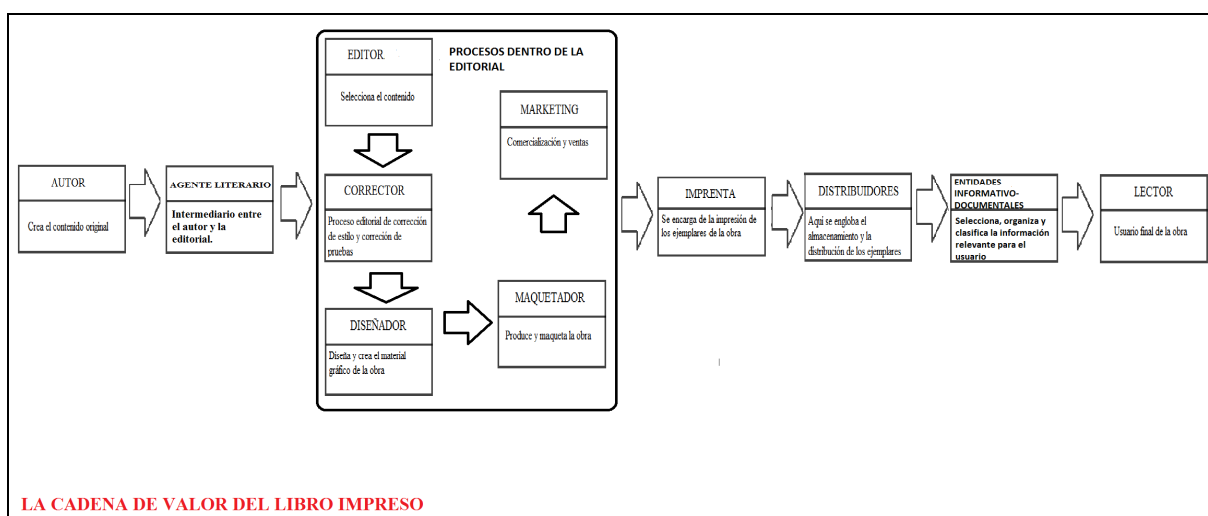 AUTOR
Crea el contenido original
AGENTE LITERARIO
Intermediario entre
el autor y la
editorial.
PROCESOS DENTRO DE LA
EDITORIAL
EDITOR
Selecciona el contenido
CORRECTOR
Proceso editorial de corrección
de estilo y correción de
pruebas
DISEÑADOR
Diseña y crea el material
gráfico de la obra
MAQUETADOR
Produce y maqueta la obra
MARKETING
Comercialización y ventas
IMPRENTA
Se encarga de la impresión de
los ejemplares de la obra
DISTRIBUIDORES
Aqui se engloba el
almacenamiento y la
distribución de los ejemplares
ENTIDADES
INFORMATIVO-
DOCUMENTALES
Selecciona, organiza y
clasifica la información
relevante para el
usuario
LECTOR
Usuario final de la obra
LA CADENA DE VALOR DEL LIBRO IMPRESO